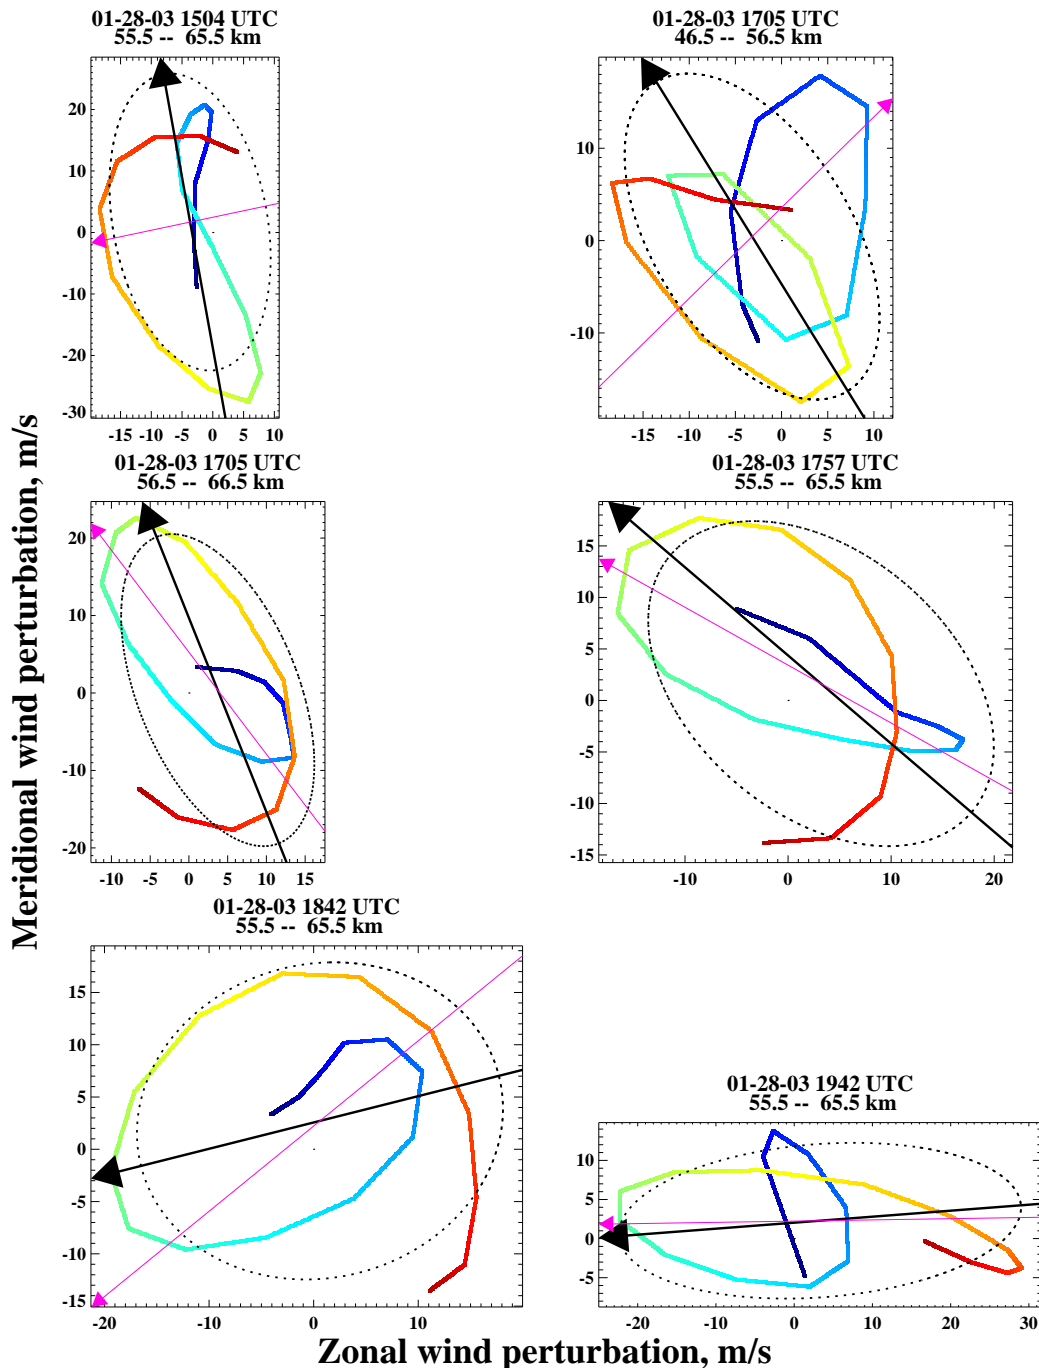 01-28-03 1504 UTC
55.5 -- 65.5 km
20
10
0
-10
-20
-30
-15 -10 -5 0 5 10
01-28-03 1705 UTC
46.5 -- 56.5 km
10
0
-10
-10 -5 0 5 10
01-28-03 1705 UTC
56.5 -- 66.5 km
20
10
0
-10
-20
-10 -5 0 5 10 15
01-28-03 1757 UTC
55.5 -- 65.5 km
15
10
5
0
-5
-10
-15
-10 0 10 20
01-28-03 1842 UTC
55.5 -- 65.5 km
15
10
5
0
-5
-10
-15
-20 -10 0 10
01-28-03 1942 UTC
55.5 -- 65.5 km
10
5
0
-5
-20 -10 0 10 20 30
Meridional wind perturbation, m/s
Zonal wind perturbation, m/s